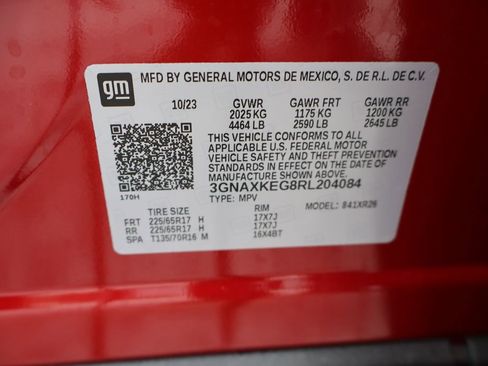 gm MFD BY GENERAL MOTORS DE MEXICO, S. DE R.L. DE C.V.
10/23 GVWR GAWR FRT GAWR RR
2025 KG 1175 KG 1200 KG
4464 LB 2590 LB 2645 LB
THIS VEHICLE CONFORMS TO ALL
APPLICABLE U.S. FEDERAL MOTOR
VEHICLE SAFETY AND THEFT PREVENTION
STANDARDS IN EFFECT ON THE DATE OF
MANUFACTURE SHOWN ABOVE.
3GNAXKEG8RL204084
170H TYPE: MPV MODEL: 841XR26
TIRE SIZE RIM
FRT 225/65R17 H 17X7J
RR 225/65R17 H 17X7J
SPA T135/70R16 M 16X4BT